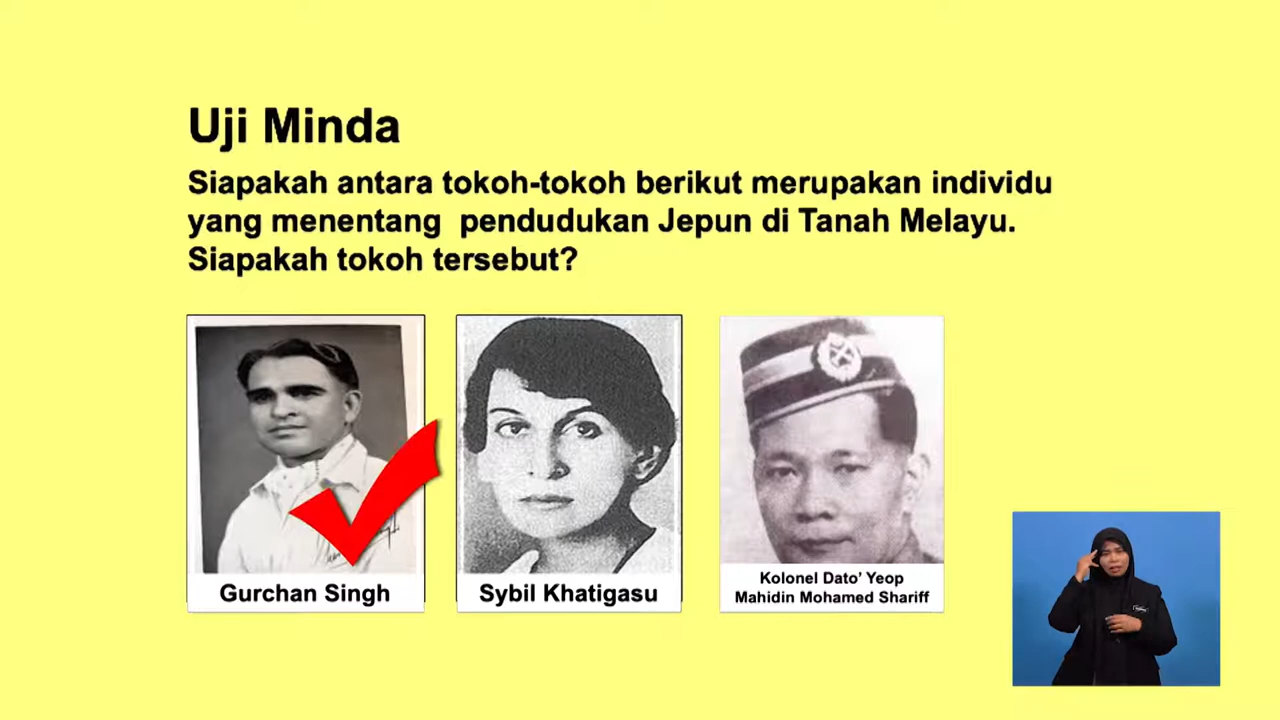 Uji Minda
Siapakah antara tokoh-tokoh berikut merupakan individu
yang menentang pendudukan Jepun di Tanah Melayu.
Siapakah tokoh tersebut?
Gurchan Singh
Sybil Khatigasu
Kolonel Dato' Yeop
Mahidin Mohamed Shariff